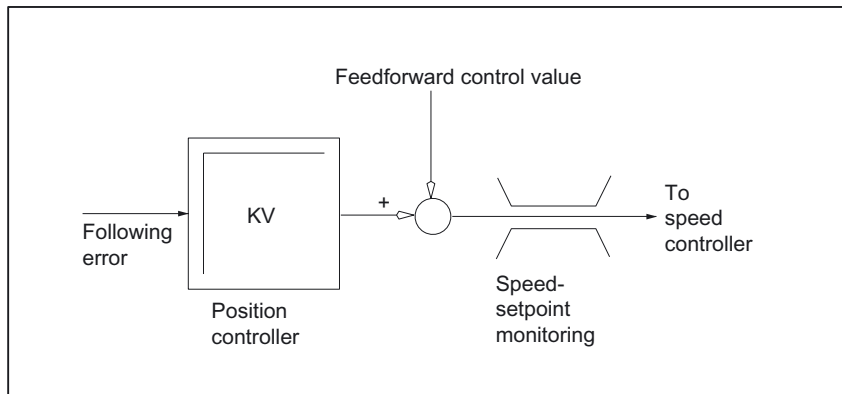 Feedforward control value
KV
+
Following
error
Position
controller
Speed-
setpoint
monitoring
To
speed
controller